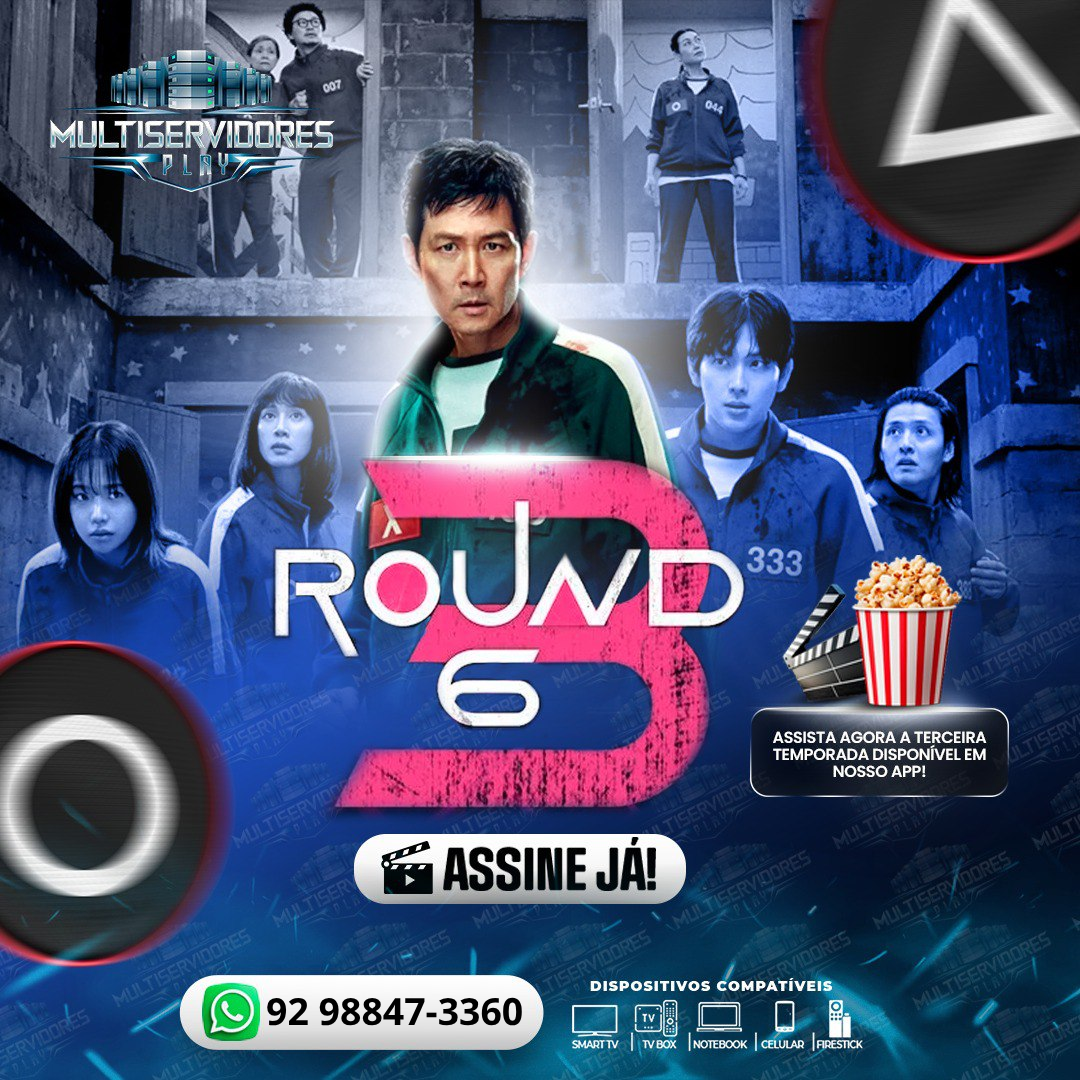 MULTISERVIDORES
PLAY
007
044
333
ROUND
6
3
ASSISTA AGORA A TERCEIRA
TEMPORADA DISPONÍVEL EM
NOSSO APP!
ASSINE JÁ!
92 98847-3360
DISPOSITIVOS COMPATÍVEIS
TV
SMART TV | TV BOX | NOTEBOOK | CELULAR | FIRESTICK